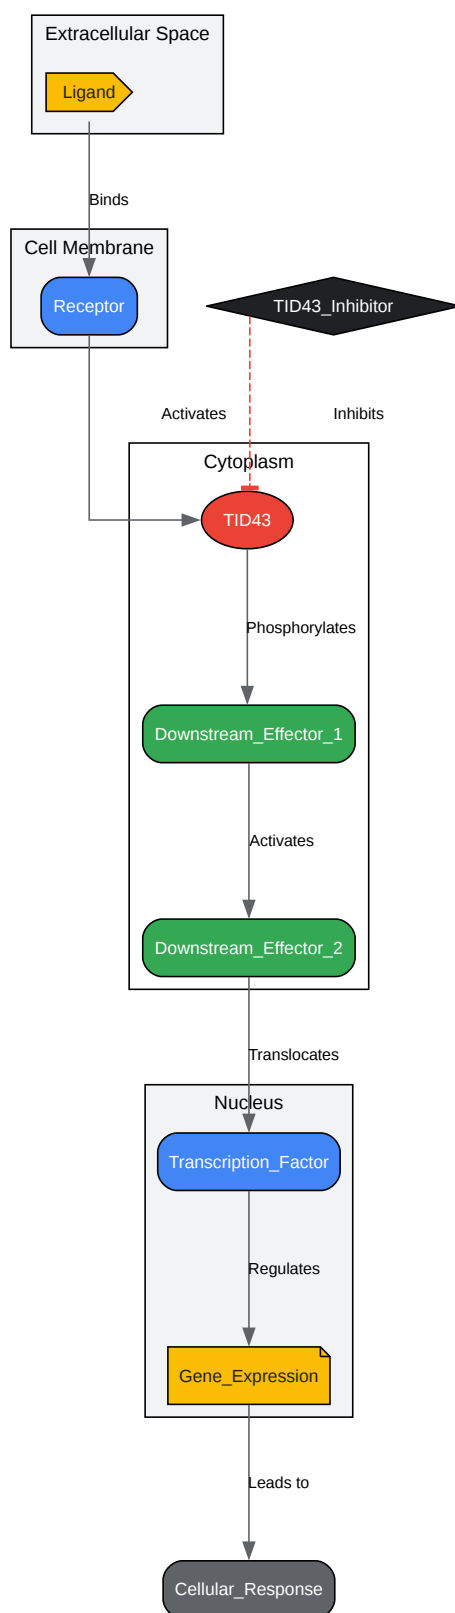 Extracellular Space
Ligand
Binds
Cell Membrane
Receptor
TID43_Inhibitor
Activates
Inhibits
Cytoplasm
TID43
Phosphorylates
Downstream_Effector_1
Activates
Downstream_Effector_2
Translocates
Nucleus
Transcription_Factor
Regulates
Gene_Expression
Leads to
Cellular_Response